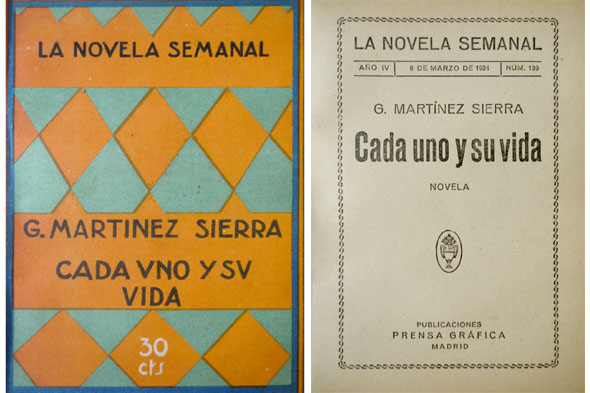 LA NOVELA SEMANAL
G. MARTINEZ SIERRA
CADA VNO Y SV
VIDA
30
cts
LA NOVELA SEMANAL
AÑO IV | 8 DE MARZO DE 1924 | NÚM. 139
G. MARTÍNEZ SIERRA
Cada uno y su vida
NOVELA
PUBLICACIONES
PRENSA GRÁFICA
MADRID